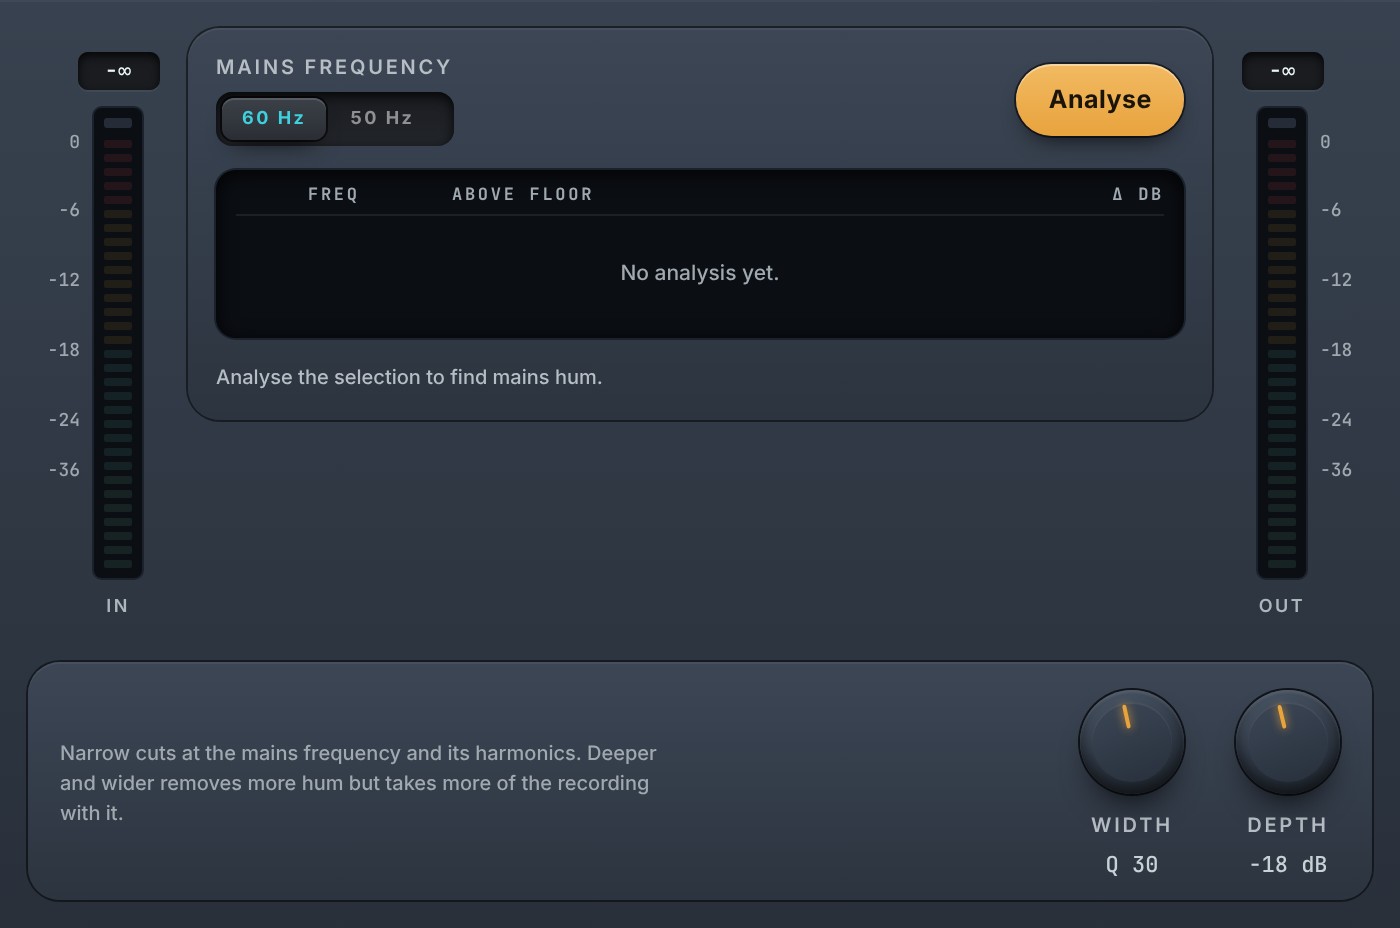 -∞
MAINS FREQUENCY
60 Hz 50 Hz
Analyse
-∞
0
-6
-12
-18
-24
-36
IN
FREQ ABOVE FLOOR Δ DB
No analysis yet.
Analyse the selection to find mains hum.
0
-6
-12
-18
-24
-36
OUT
Narrow cuts at the mains frequency and its harmonics. Deeper
and wider removes more hum but takes more of the recording
with it.
WIDTH
Q 30
DEPTH
-18 dB